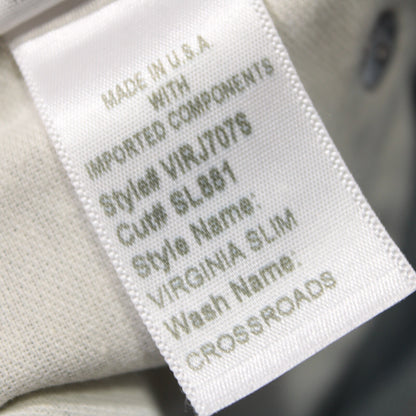 MADE IN U.S.A
WITH
IMPORTED COMPONENTS
Style# VIRJ707S
Cut# SL881
Style Name:
VIRGINIA SLIM
Wash Name:
CROSSROADS